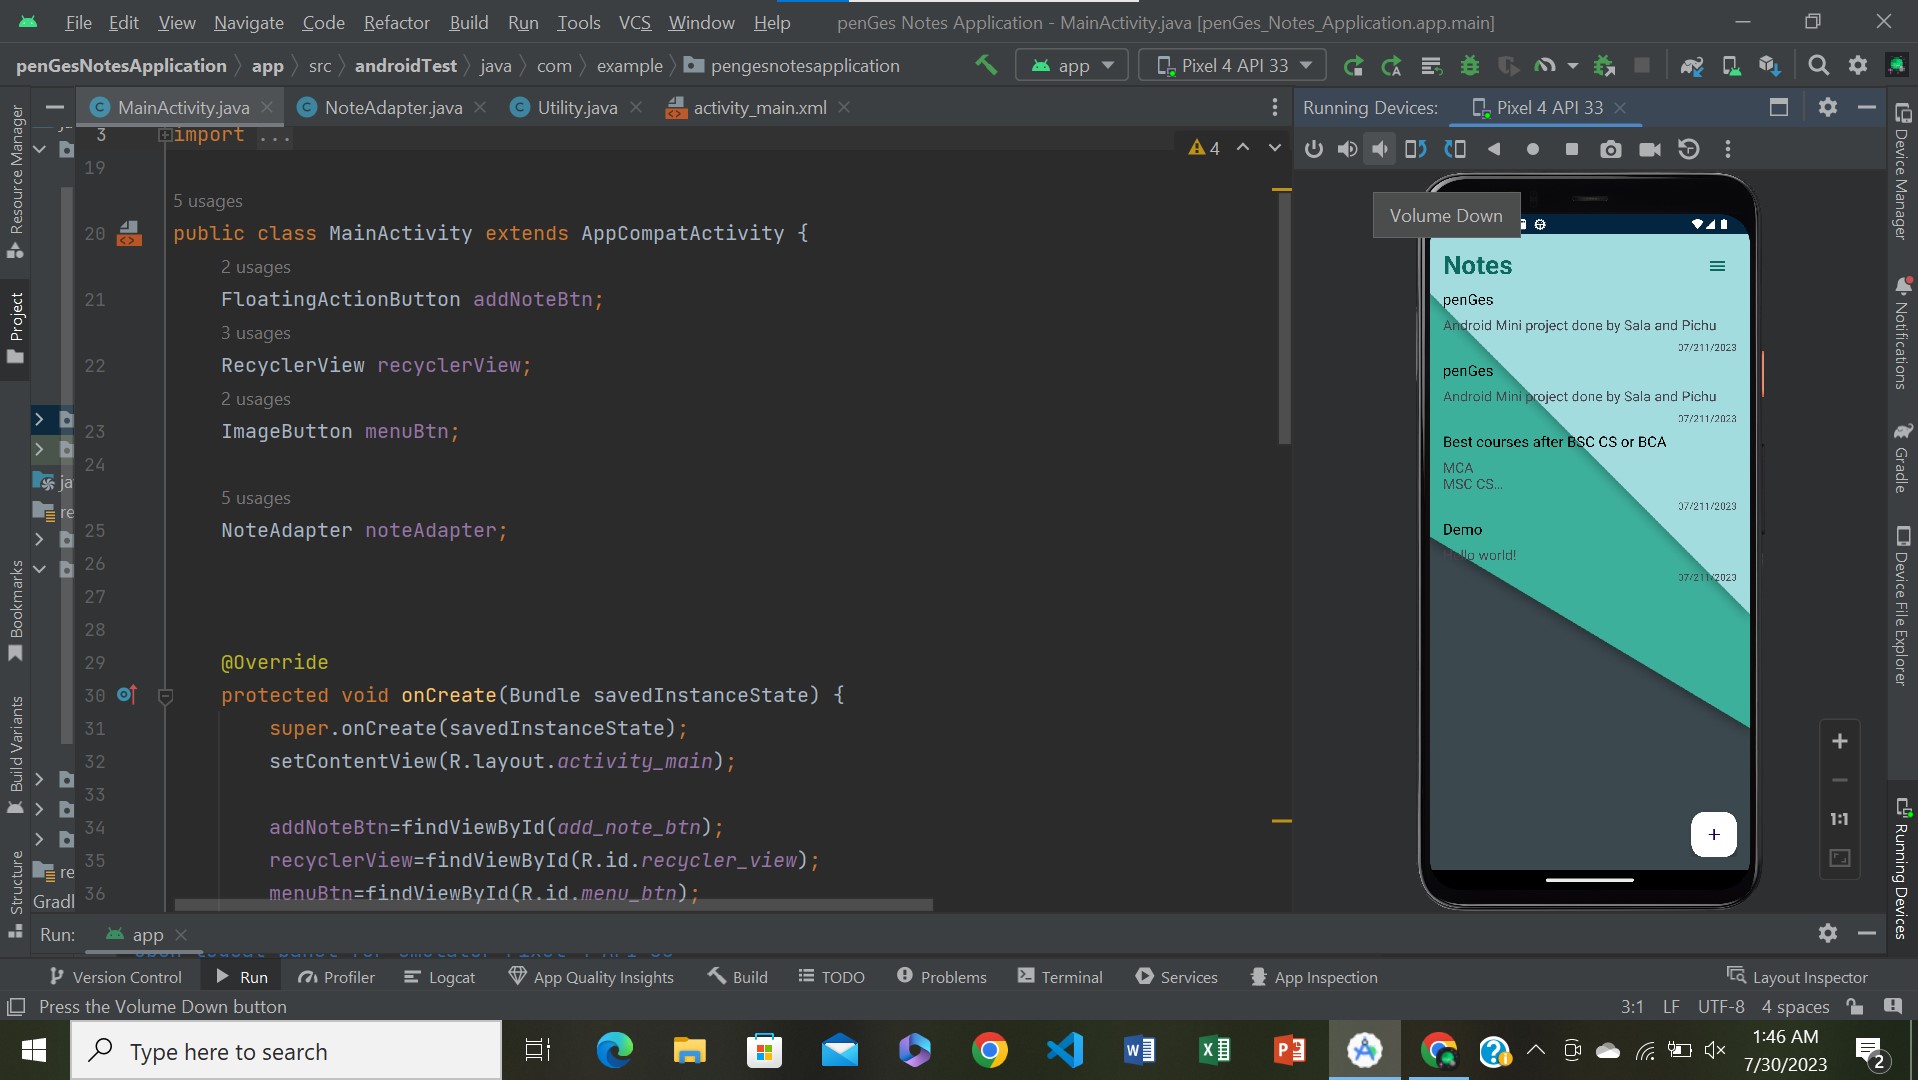 File Edit View Navigate Code Refactor Build Run Tools VCS Window Help penGes Notes Application - MainActivity.java [penGes_Notes_Application.app.main]
penGesNotesApplication app src androidTest java com example pengesnotesapplication app Pixel 4 API 33
MainActivity.java NoteAdapter.java Utility.java activity_main.xml
Running Devices: Pixel 4 API 33
Resource Manager
Project
Bookmarks
Build Variants
Structure
ja
re
re
Gradl
3 import ...
4
19
5 usages
20 public class MainActivity extends AppCompatActivity {
2 usages
21 FloatingActionButton addNoteBtn;
3 usages
22 RecyclerView recyclerView;
2 usages
23 ImageButton menuBtn;
24
5 usages
25 NoteAdapter noteAdapter;
26
27
28
29 @Override
30 protected void onCreate(Bundle savedInstanceState) {
31 super.onCreate(savedInstanceState);
32 setContentView(R.layout.activity_main);
33
34 addNoteBtn=findViewById(add_note_btn);
35 recyclerView=findViewById(R.id.recycler_view);
36 menuBtn=findViewById(R.id.menu_btn);
Volume Down
Notes
penGes
Android Mini project done by Sala and Pichu
07/211/2023
penGes
Android Mini project done by Sala and Pichu
07/211/2023
Best courses after BSC CS or BCA
MCA
MSC CS...
07/211/2023
Demo
Hello world!
07/211/2023
+
1:1
Device Manager
Notifications
Gradle
Device File Explorer
Running Devices
Run: app
Version Control Run Profiler Logcat App Quality Insights Build TODO Problems Terminal Services App Inspection Layout Inspector
Press the Volume Down button 3:1 LF UTF-8 4 spaces
Type here to search
1:46 AM
7/30/2023
2